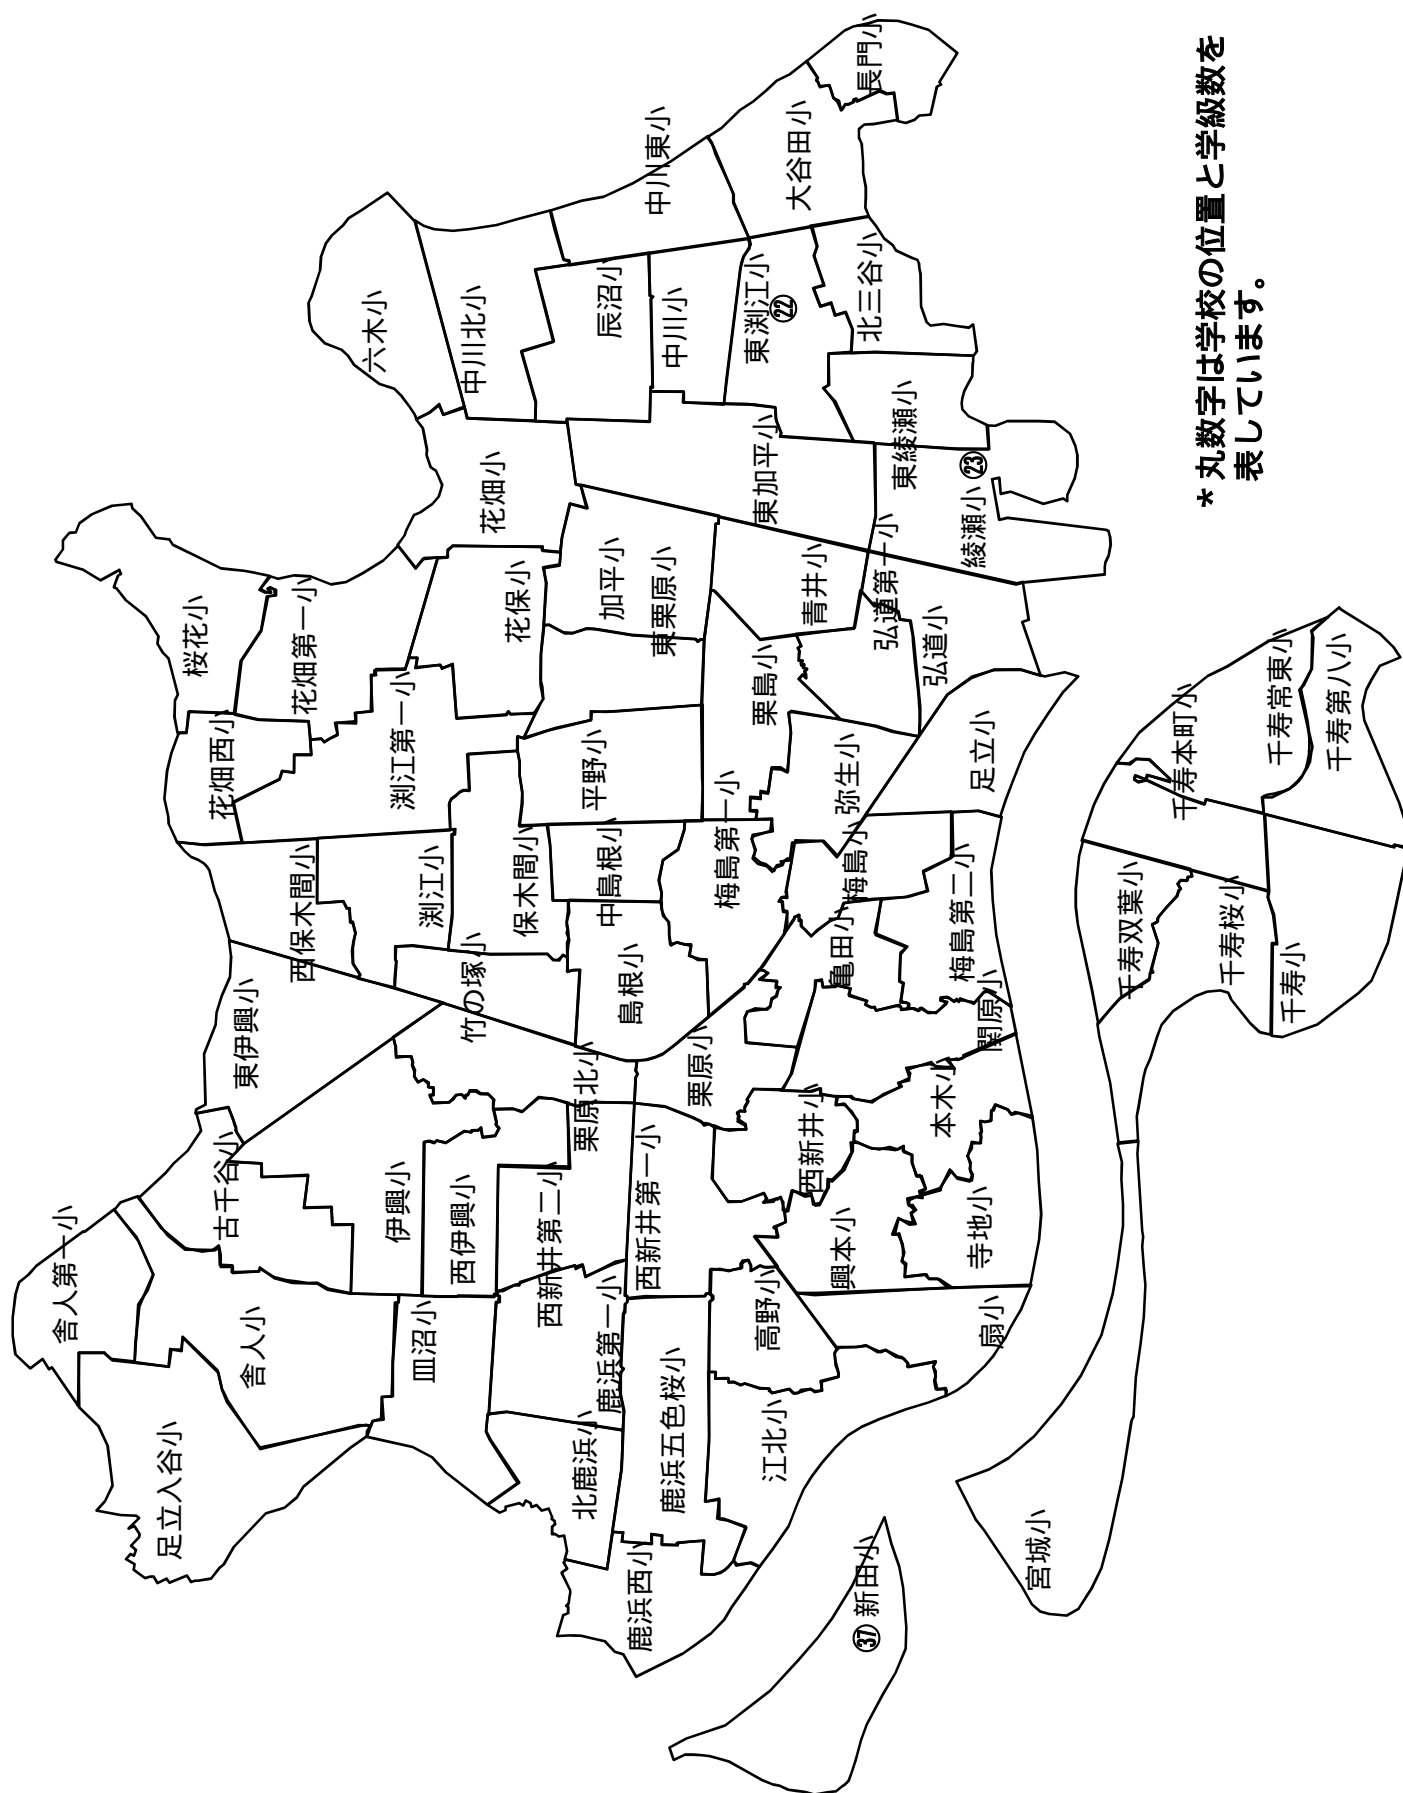 舎人第一小
足立入谷小
舎人小
古千谷小
東伊興小
伊興小
西伊興小
皿沼小
西新井第二小
鹿浜第一小
北鹿浜小
鹿浜五色桜小
鹿浜西小
西新井第一小
栗原北小
栗原小
竹の塚小
西保木間小
渕江小
保木間小
中島根小
島根小
梅島第一小
花畑西小
桜花小
花畑第一小
渕江第一小
花保小
花畑小
平野小
加平小
東栗原小
栗島小
青井小
弘道第一小
弘道小
六木小
中川北小
辰沼小
中川小
中川東小
東渕江小
㉒
大谷田小
長門小
北三谷小
東綾瀬小
東加平小
綾瀬小
㉓
足立小
弥生小
梅島小
亀田小
梅島第二小
関原小
本木小
西新井小
興本小
寺地小
高野小
扇小
江北小
新田小
㊲
宮城小
千寿本町小
千寿常東小
千寿第八小
千寿双葉小
千寿桜小
千寿小
*丸数字は学校の位置と学級数を
表しています。